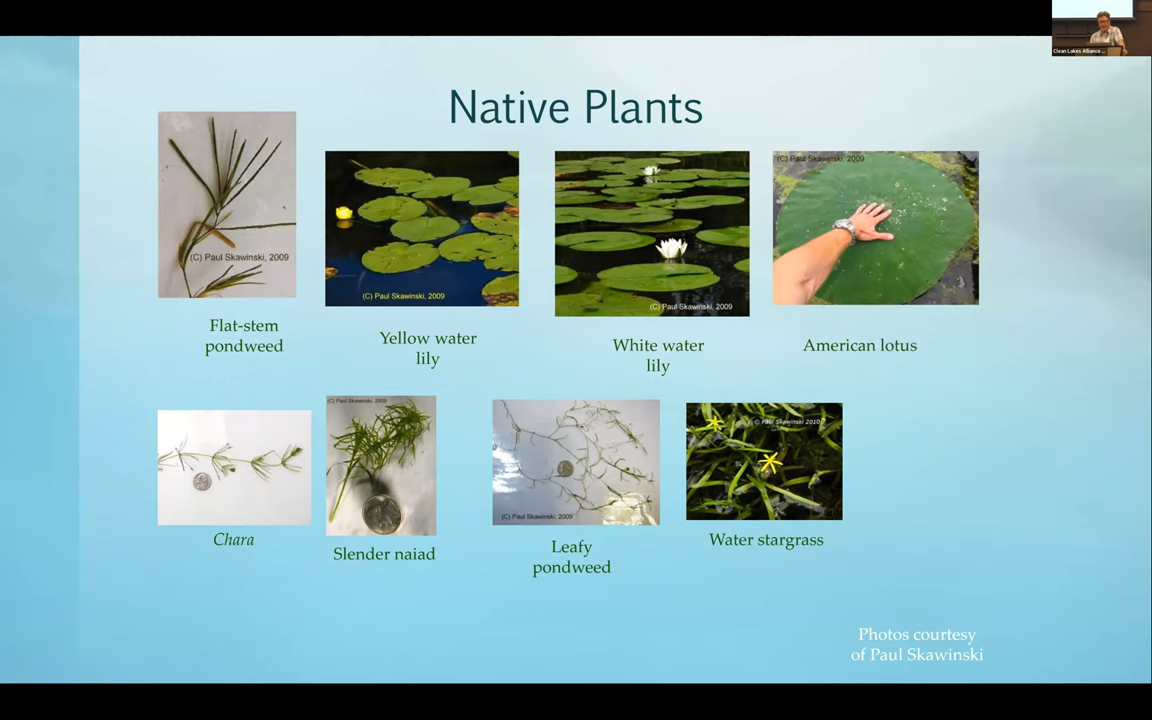 Clean Lakes Alliance ...
Native Plants
(C) Paul Skawinski, 2009
(C) Paul Skawinski, 2009
(C) Paul Skawinski, 2009
(C) Paul Skawinski, 2009
Flat-stem
pondweed
Yellow water
lily
White water
lily
American lotus
(C) Paul Skawinski, 2009
(C) Paul Skawinski, 2009
© Paul Skawinski 2010
Chara
Slender naiad
Leafy
pondweed
Water stargrass
Photos courtesy
of Paul Skawinski